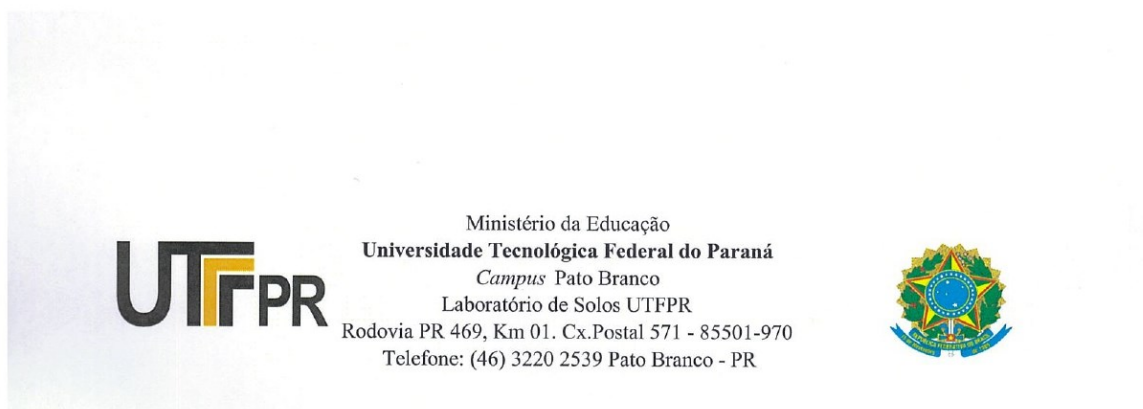 UTFPR
Ministério da Educação
Universidade Tecnológica Federal do Paraná
Campus Pato Branco
Laboratório de Solos UTFPR
Rodovia PR 469, Km 01. Cx.Postal 571 - 85501-970
Telefone: (46) 3220 2539 Pato Branco - PR